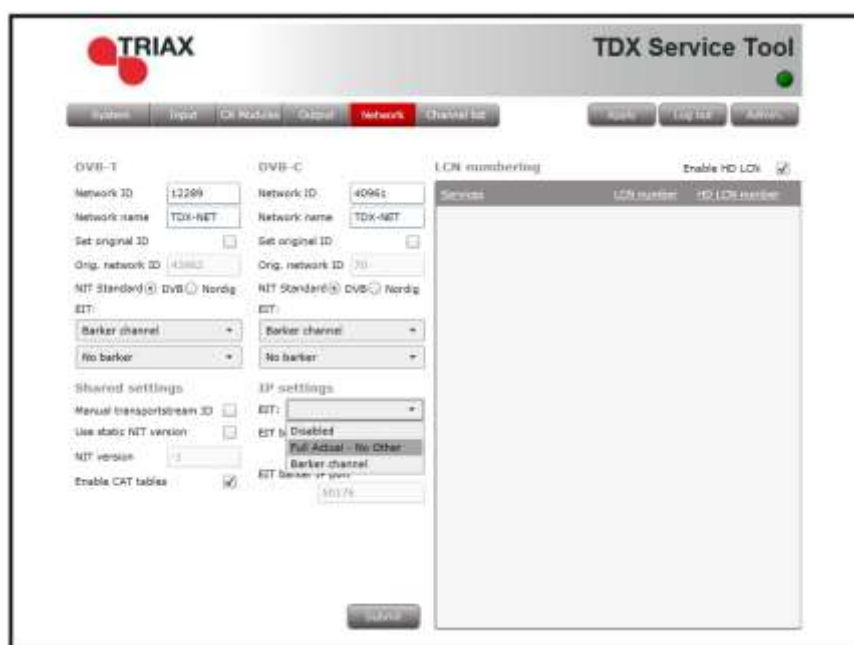 TRIAX
TDX Service Tool
System Input CA Modules Output Network Channel list Apply Log out Admin
DVB-T
Network ID 12289
Network name TDX-NET
Set original ID
Orig. network ID
NIT Standard DVB Nordig
EIT:
Barker channel
No barker
DVB-C
Network ID 40961
Network name TDX-NET
Set original ID
Orig. network ID 70
NIT Standard DVB Nordig
EIT:
Barker channel
No barker
Shared settings
Manual transportstream ID
Use static NIT version
NIT version
Enable CAT tables
IP settings
EIT:
Disabled
Full Actual - No Other
Barker channel
EIT barker IP port
Submit
LCN numbering
Enable HD LCN
Services LCN number HD LCN number